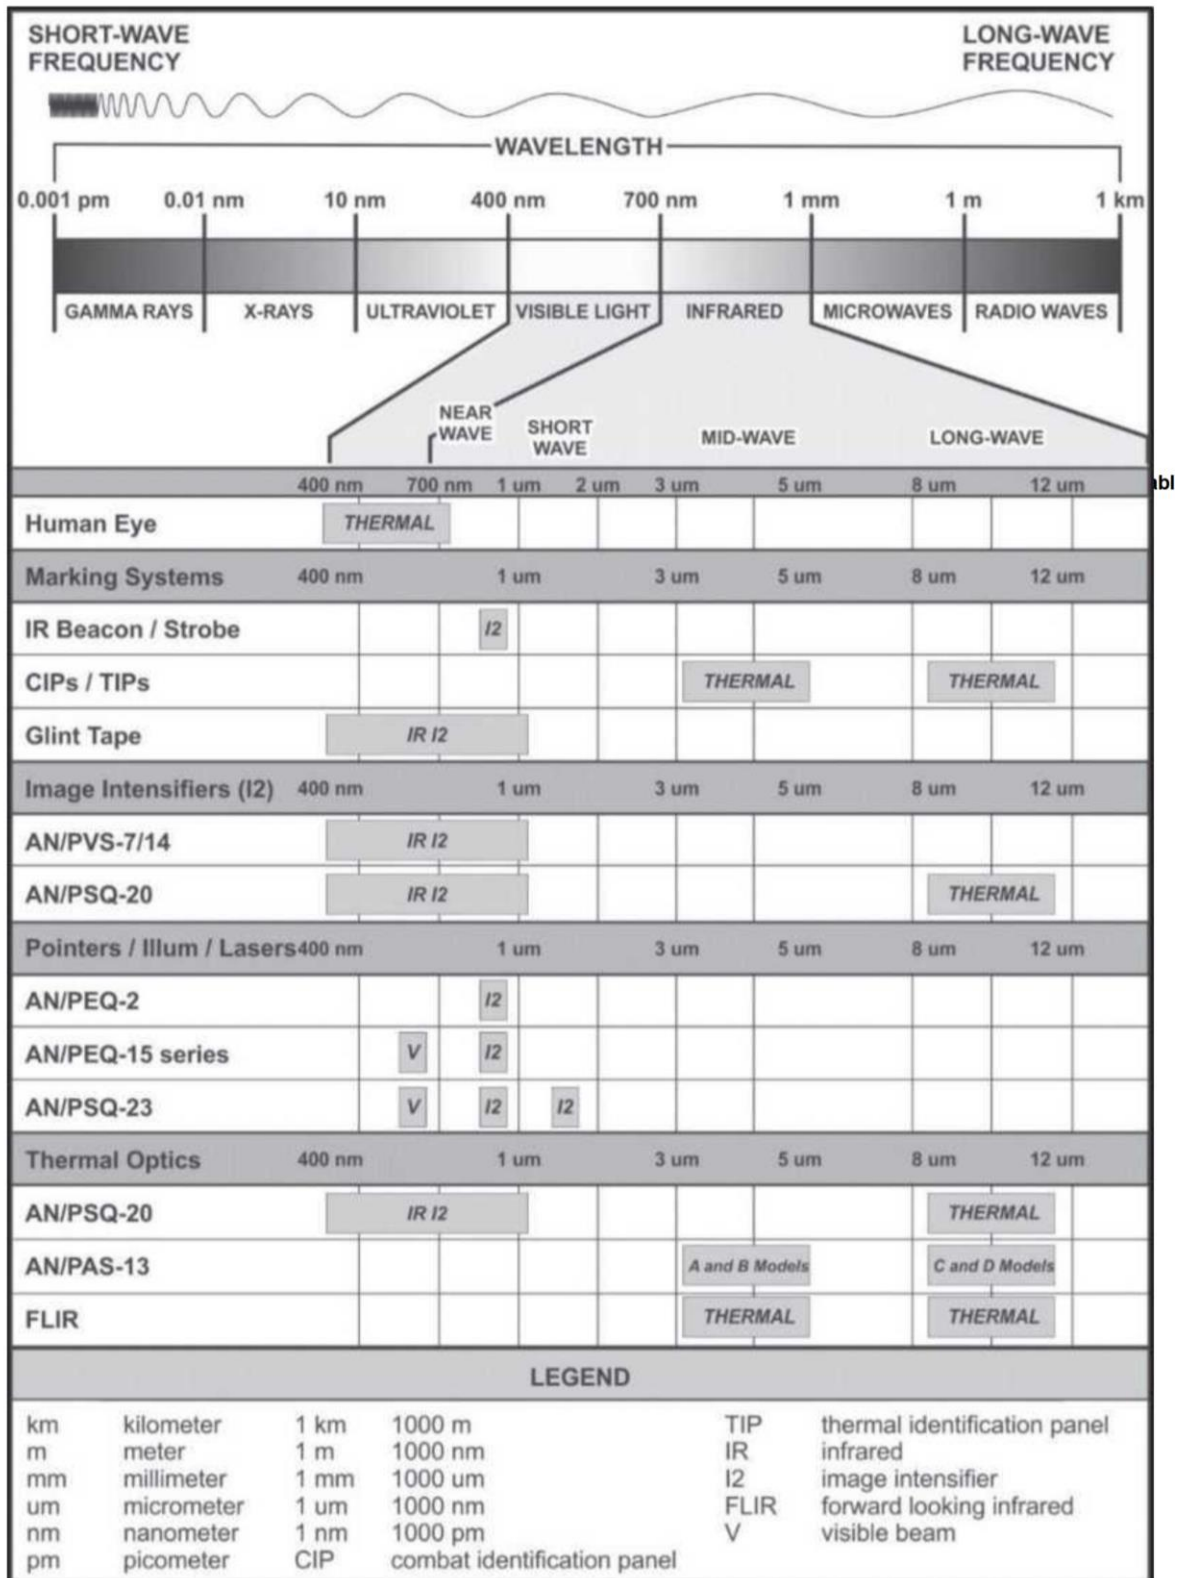 SHORT-WAVE LONG-WAVE
FREQUENCY FREQUENCY
WAVELENGTH
0.001 pm 0.01 nm 10 nm 400 nm 700 nm 1 mm 1 m 1 km
GAMMA RAYS X-RAYS ULTRAVIOLET VISIBLE LIGHT INFRARED MICROWAVES RADIO WAVES
NEAR
WAVE
SHORT
WAVE
MID-WAVE
LONG-WAVE
400 nm 700 nm 1 um 2 um 3 um 5 um 8 um 12 um abl
Human Eye THERMAL
Marking Systems 400 nm 1 um 3 um 5 um 8 um 12 um
IR Beacon / Strobe I2
CIPs / TIPs THERMAL THERMAL
Glint Tape IR I2
Image Intensifiers (I2) 400 nm 1 um 3 um 5 um 8 um 12 um
AN/PVS-7/14 IR I2
AN/PSQ-20 IR I2 THERMAL
Pointers / Illum / Lasers 400 nm 1 um 3 um 5 um 8 um 12 um
AN/PEQ-2 I2
AN/PEQ-15 series V I2
AN/PSQ-23 V I2 I2
Thermal Optics 400 nm 1 um 3 um 5 um 8 um 12 um
AN/PSQ-20 IR I2 THERMAL
AN/PAS-13 A and B Models C and D Models
FLIR THERMAL THERMAL
LEGEND
km kilometer 1 km 1000 m TIP thermal identification panel
m meter 1 m 1000 nm IR infrared
mm millimeter 1 mm 1000 um I2 image intensifier
um micrometer 1 um 1000 nm FLIR forward looking infrared
nm nanometer 1 nm 1000 pm V visible beam
pm picometer CIP combat identification panel